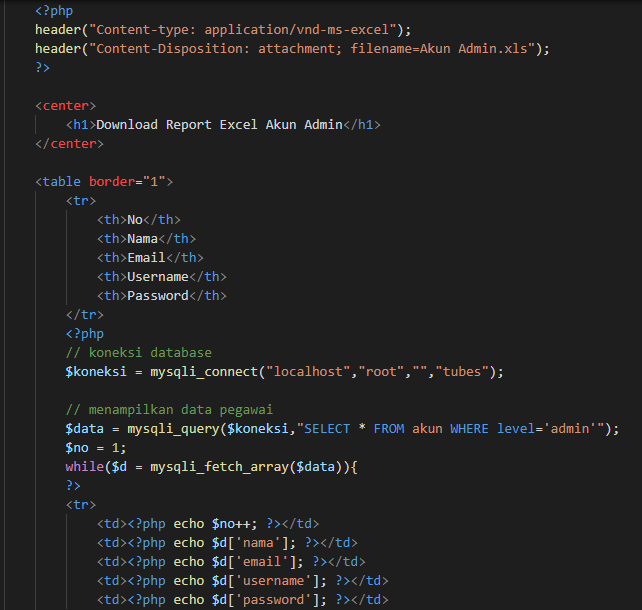 <?php
header("Content-type: application/vnd-ms-excel");
header("Content-Disposition: attachment; filename=Akun Admin.xls");
?>
<center>
<h1>Download Report Excel Akun Admin</h1>
</center>
<table border="1">
<tr>
<th>No</th>
<th>Nama</th>
<th>Email</th>
<th>Username</th>
<th>Password</th>
</tr>
<?php
// koneksi database
$koneksi = mysqli_connect("localhost","root","","tubes");
// menampilkan data pegawai
$data = mysqli_query($koneksi,"SELECT * FROM akun WHERE level='admin'");
$no = 1;
while($d = mysqli_fetch_array($data)){
?>
<tr>
<td><?php echo $no++; ?></td>
<td><?php echo $d['nama']; ?></td>
<td><?php echo $d['email']; ?></td>
<td><?php echo $d['username']; ?></td>
<td><?php echo $d['password']; ?></td>